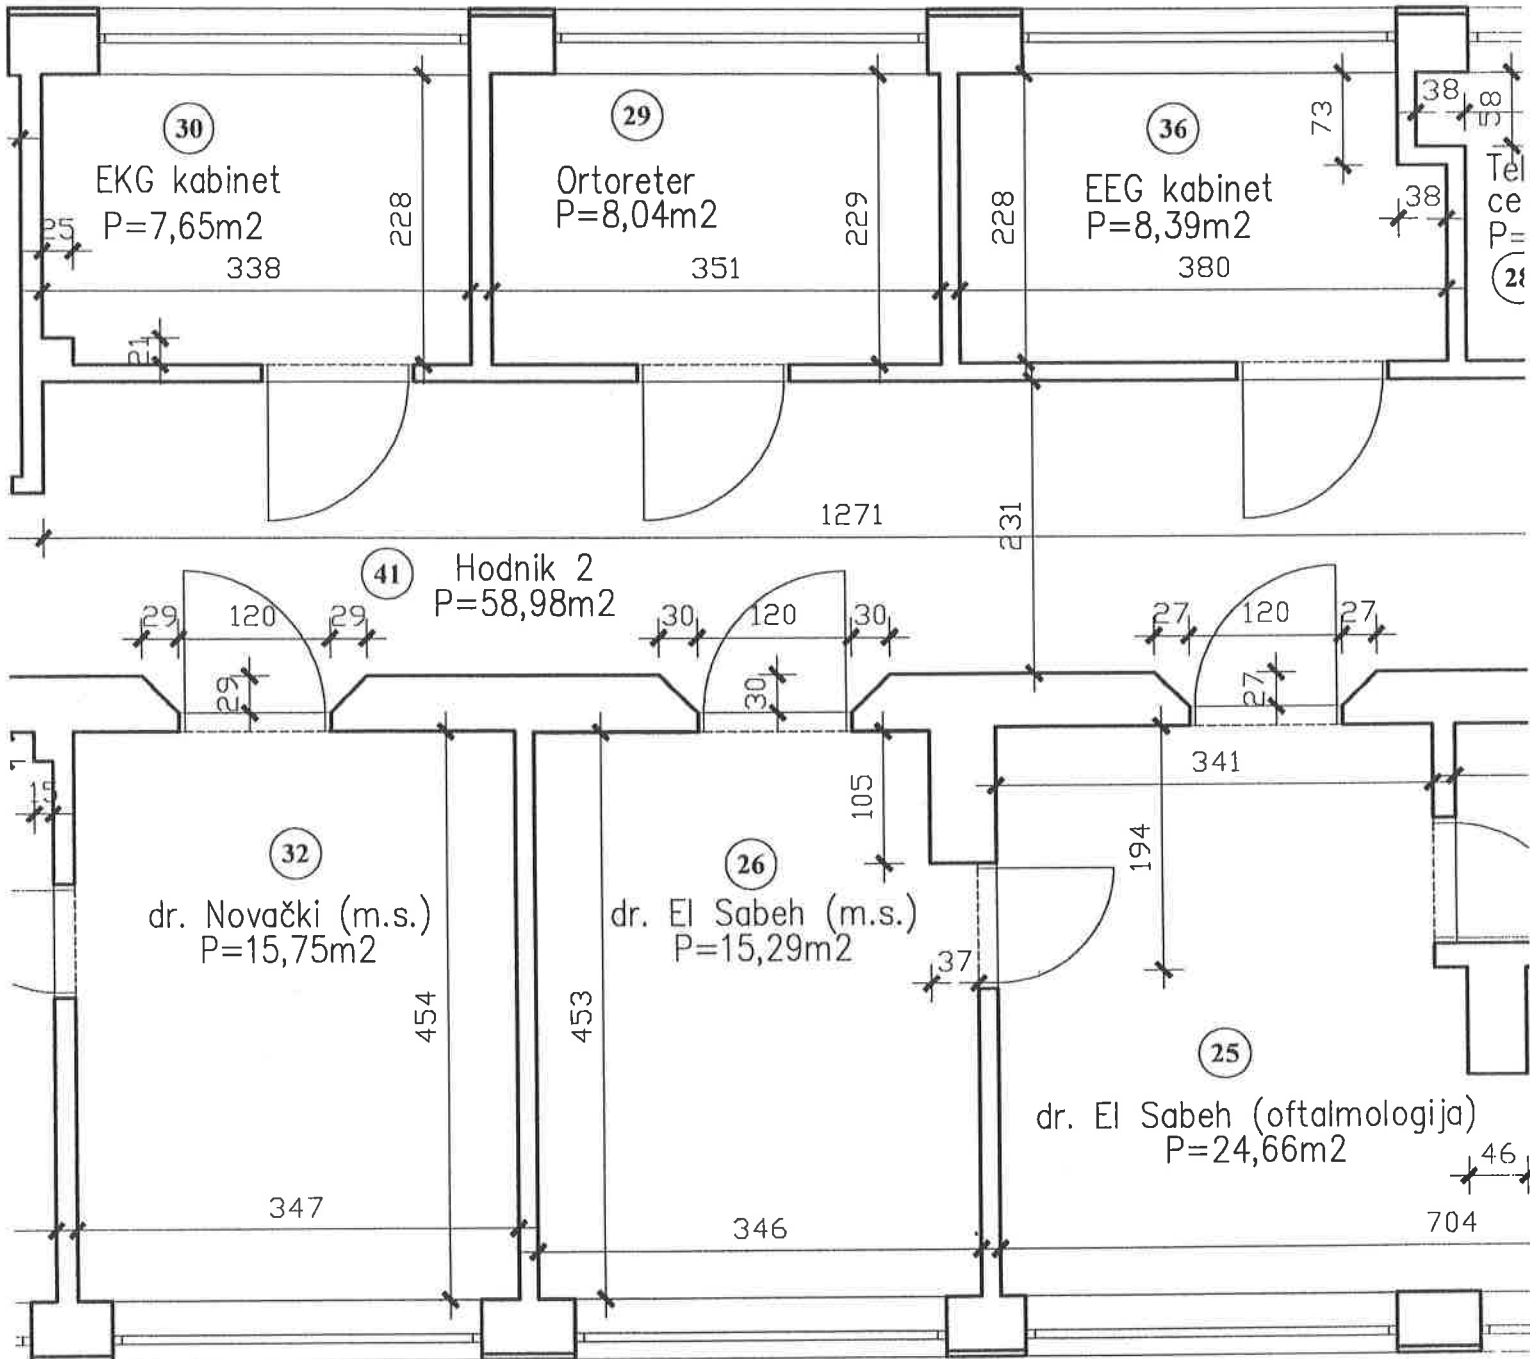 30
EKG kabinet
P=7,65m2
25
338
228
21
29
Ortoreter
P=8,04m2
351
229
36
EEG kabinet
P=8,39m2
228
380
73
38
38
58
P=
1271
231
41
Hodnik 2
P=58,98m2
29
120
29
29
30
120
30
30
27
120
27
27
15
32
dr. Novački (m.s.)
P=15,75m2
454
347
26
dr. El Sabeh (m.s.)
P=15,29m2
453
105
37
346
341
194
25
dr. El Sabeh (oftalmologija)
P=24,66m2
46
704